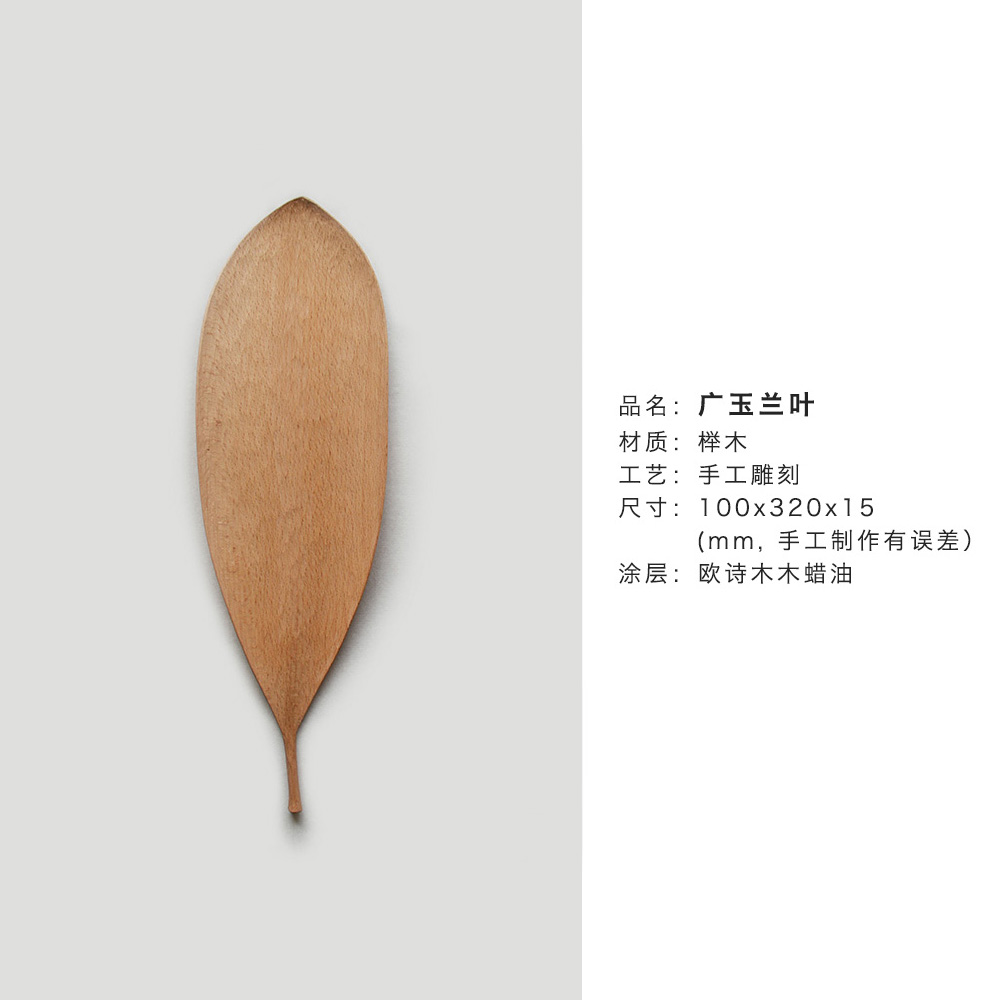 品名：广玉兰叶
材质：榉木
工艺：手工雕刻
尺寸：100x320x15
(mm, 手工制作有误差)
涂层：欧诗木木蜡油